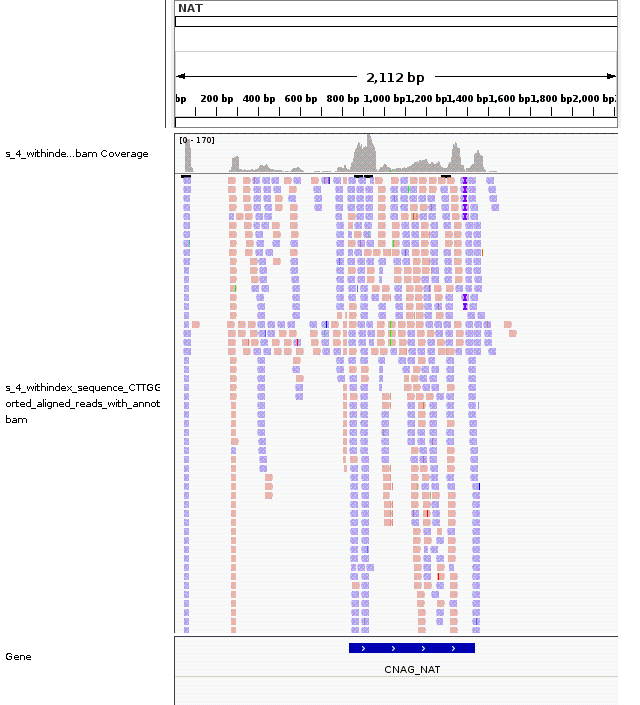 NAT
2,112 bp
bp 200 bp 400 bp 600 bp 800 bp 1,000 bp 1,200 bp 1,400 bp 1,600 bp 1,800 bp 2,000 bp
[0 - 170]
s_4_withinde...bam Coverage
s_4_withindex_sequence_CTTGG
orted_aligned_reads_with_annot
bam
Gene
CNAG_NAT